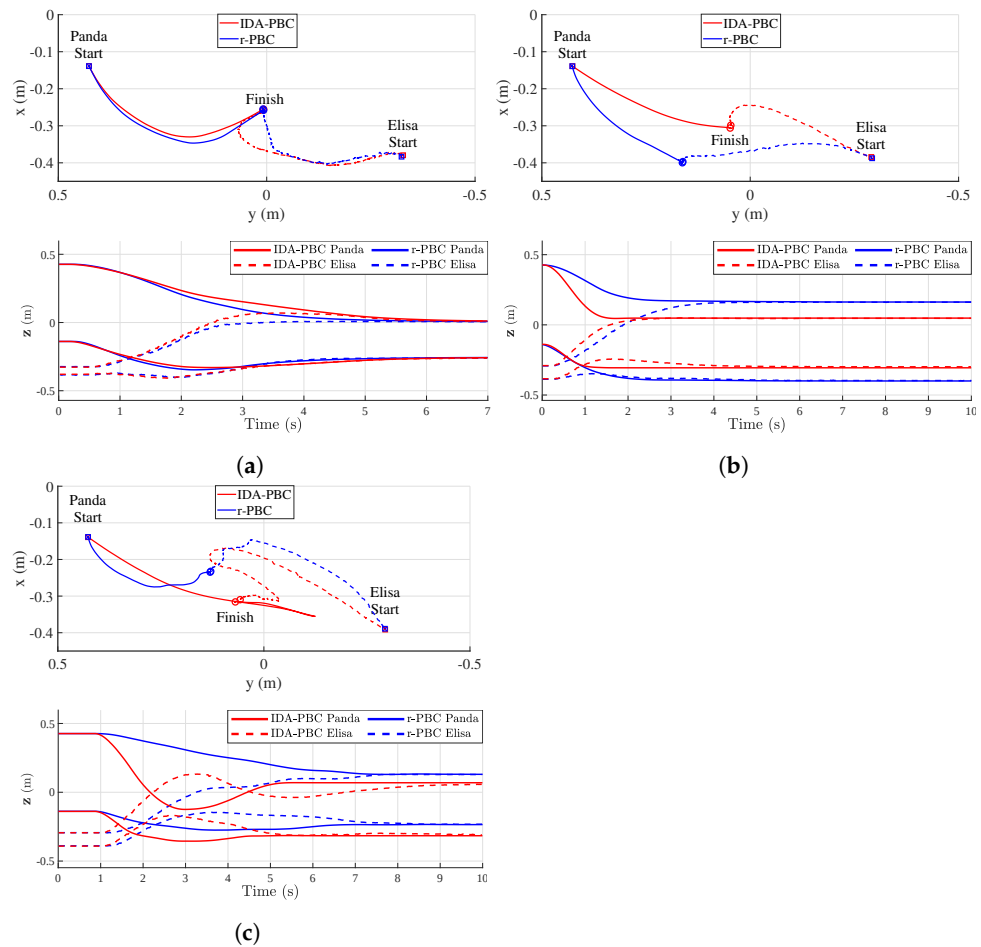 0
IDA-PBC
r-PBC
Panda
Start
-0.1
-0.2
x (m)
Finish
-0.3
Elisa
Start
-0.4
0.5
0
-0.5
y (m)
0.5
IDA-PBC Panda
r-PBC Panda
IDA-PBC Elisa
r-PBC Elisa
z (m)
0
-0.5
0
1
2
3
4
5
6
7
Time (s)
(a)
0
IDA-PBC
r-PBC
Panda
Start
-0.1
-0.2
x (m)
-0.3
Finish
Elisa
Start
-0.4
0.5
0
-0.5
y (m)
0.5
IDA-PBC Panda
r-PBC Panda
IDA-PBC Elisa
r-PBC Elisa
z (m)
0
-0.5
0
1
2
3
4
5
6
7
8
9
10
Time (s)
(b)
0
IDA-PBC
r-PBC
Panda
Start
-0.1
-0.2
x (m)
-0.3
Finish
Elisa
Start
-0.4
0.5
0
-0.5
y (m)
0.5
IDA-PBC Panda
r-PBC Panda
IDA-PBC Elisa
r-PBC Elisa
z (m)
0
-0.5
0
1
2
3
4
5
6
7
8
9
10
Time (s)
(c)